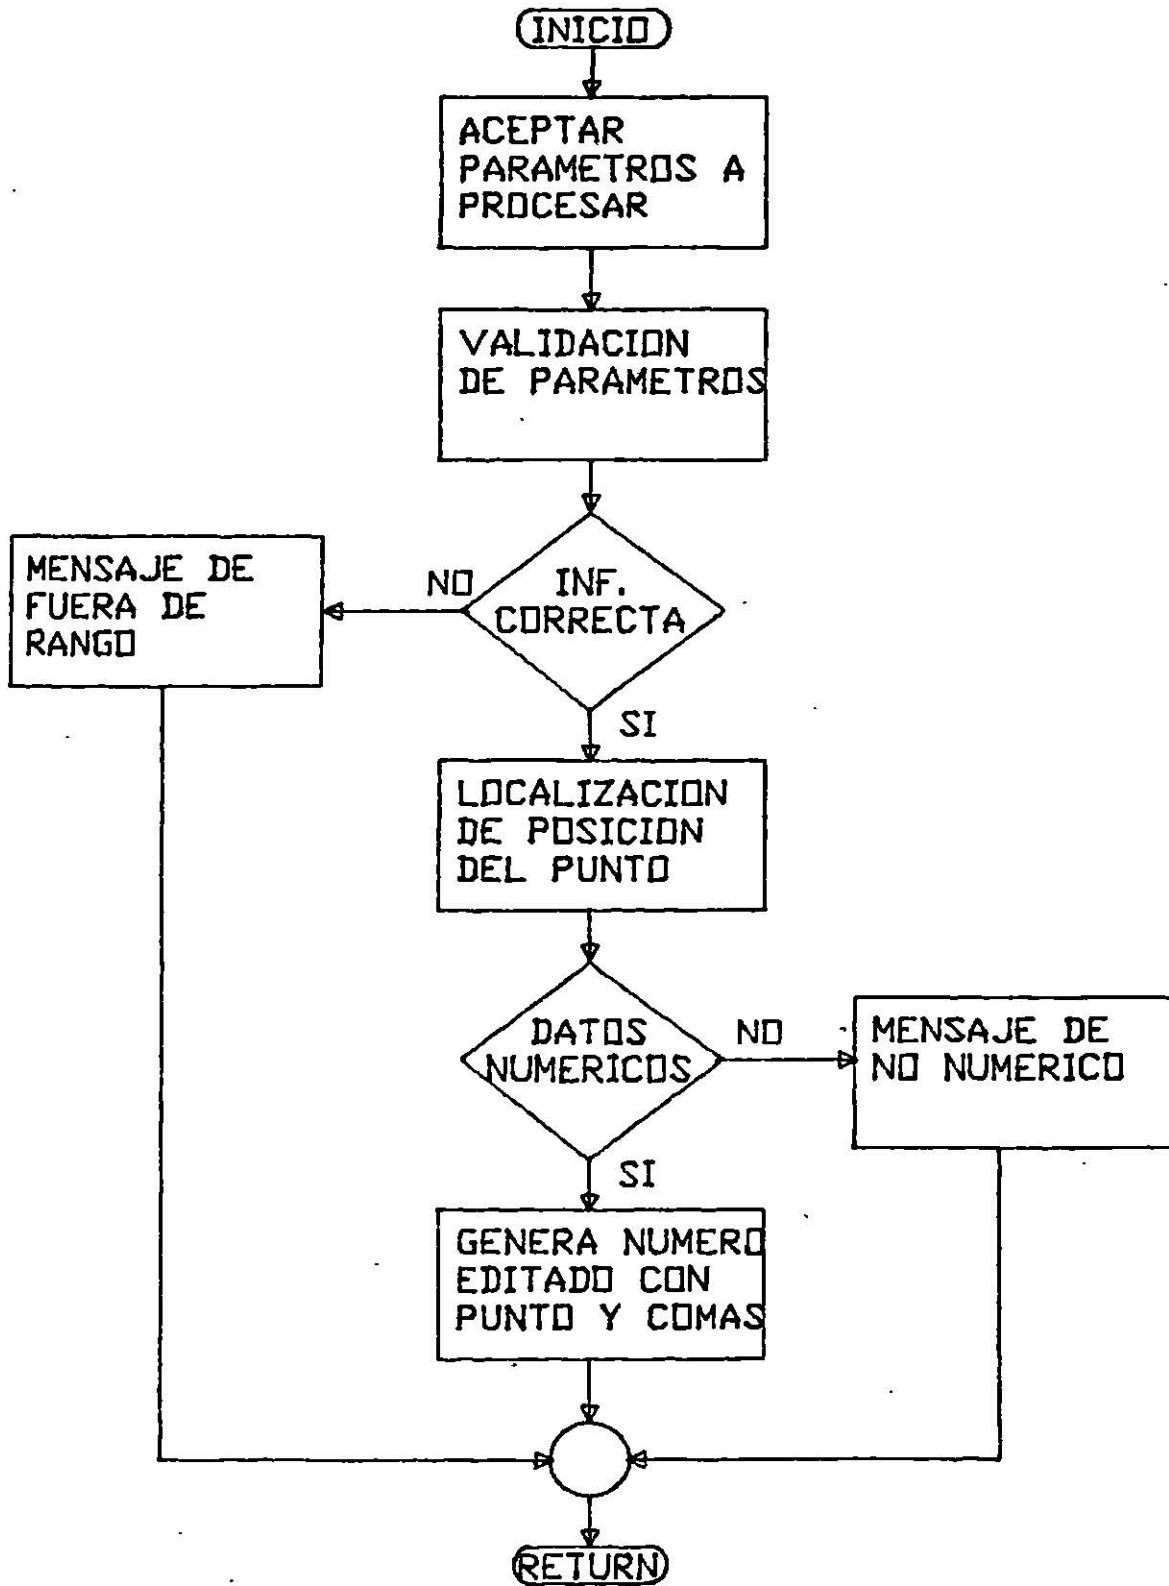 INICIO
ACEPTAR
PARAMETROS A
PROCESAR
VALIDACION
DE PARAMETROS
INF.
CORRECTA
NO
MENSAJE DE
FUERA DE
RANGO
SI
LOCALIZACION
DE POSICION
DEL PUNTO
DATOS
NUMERICOS
NO
MENSAJE DE
NO NUMERICO
SI
GENERA NUMERO
EDITADO CON
PUNTO Y COMAS
RETURN